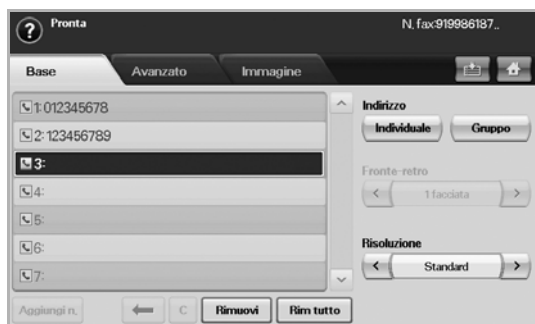 Pronta
N. fax:919986187..
Base
Avanzato
Immagine
1: 012345678
2: 123456789
3:
4:
5:
6:
7:
Indirizzo
Individuale
Gruppo
Fronte-retro
1 facciata
Risoluzione
Standard
Aggiungi n.
C
Rimuovi
Rim tutto